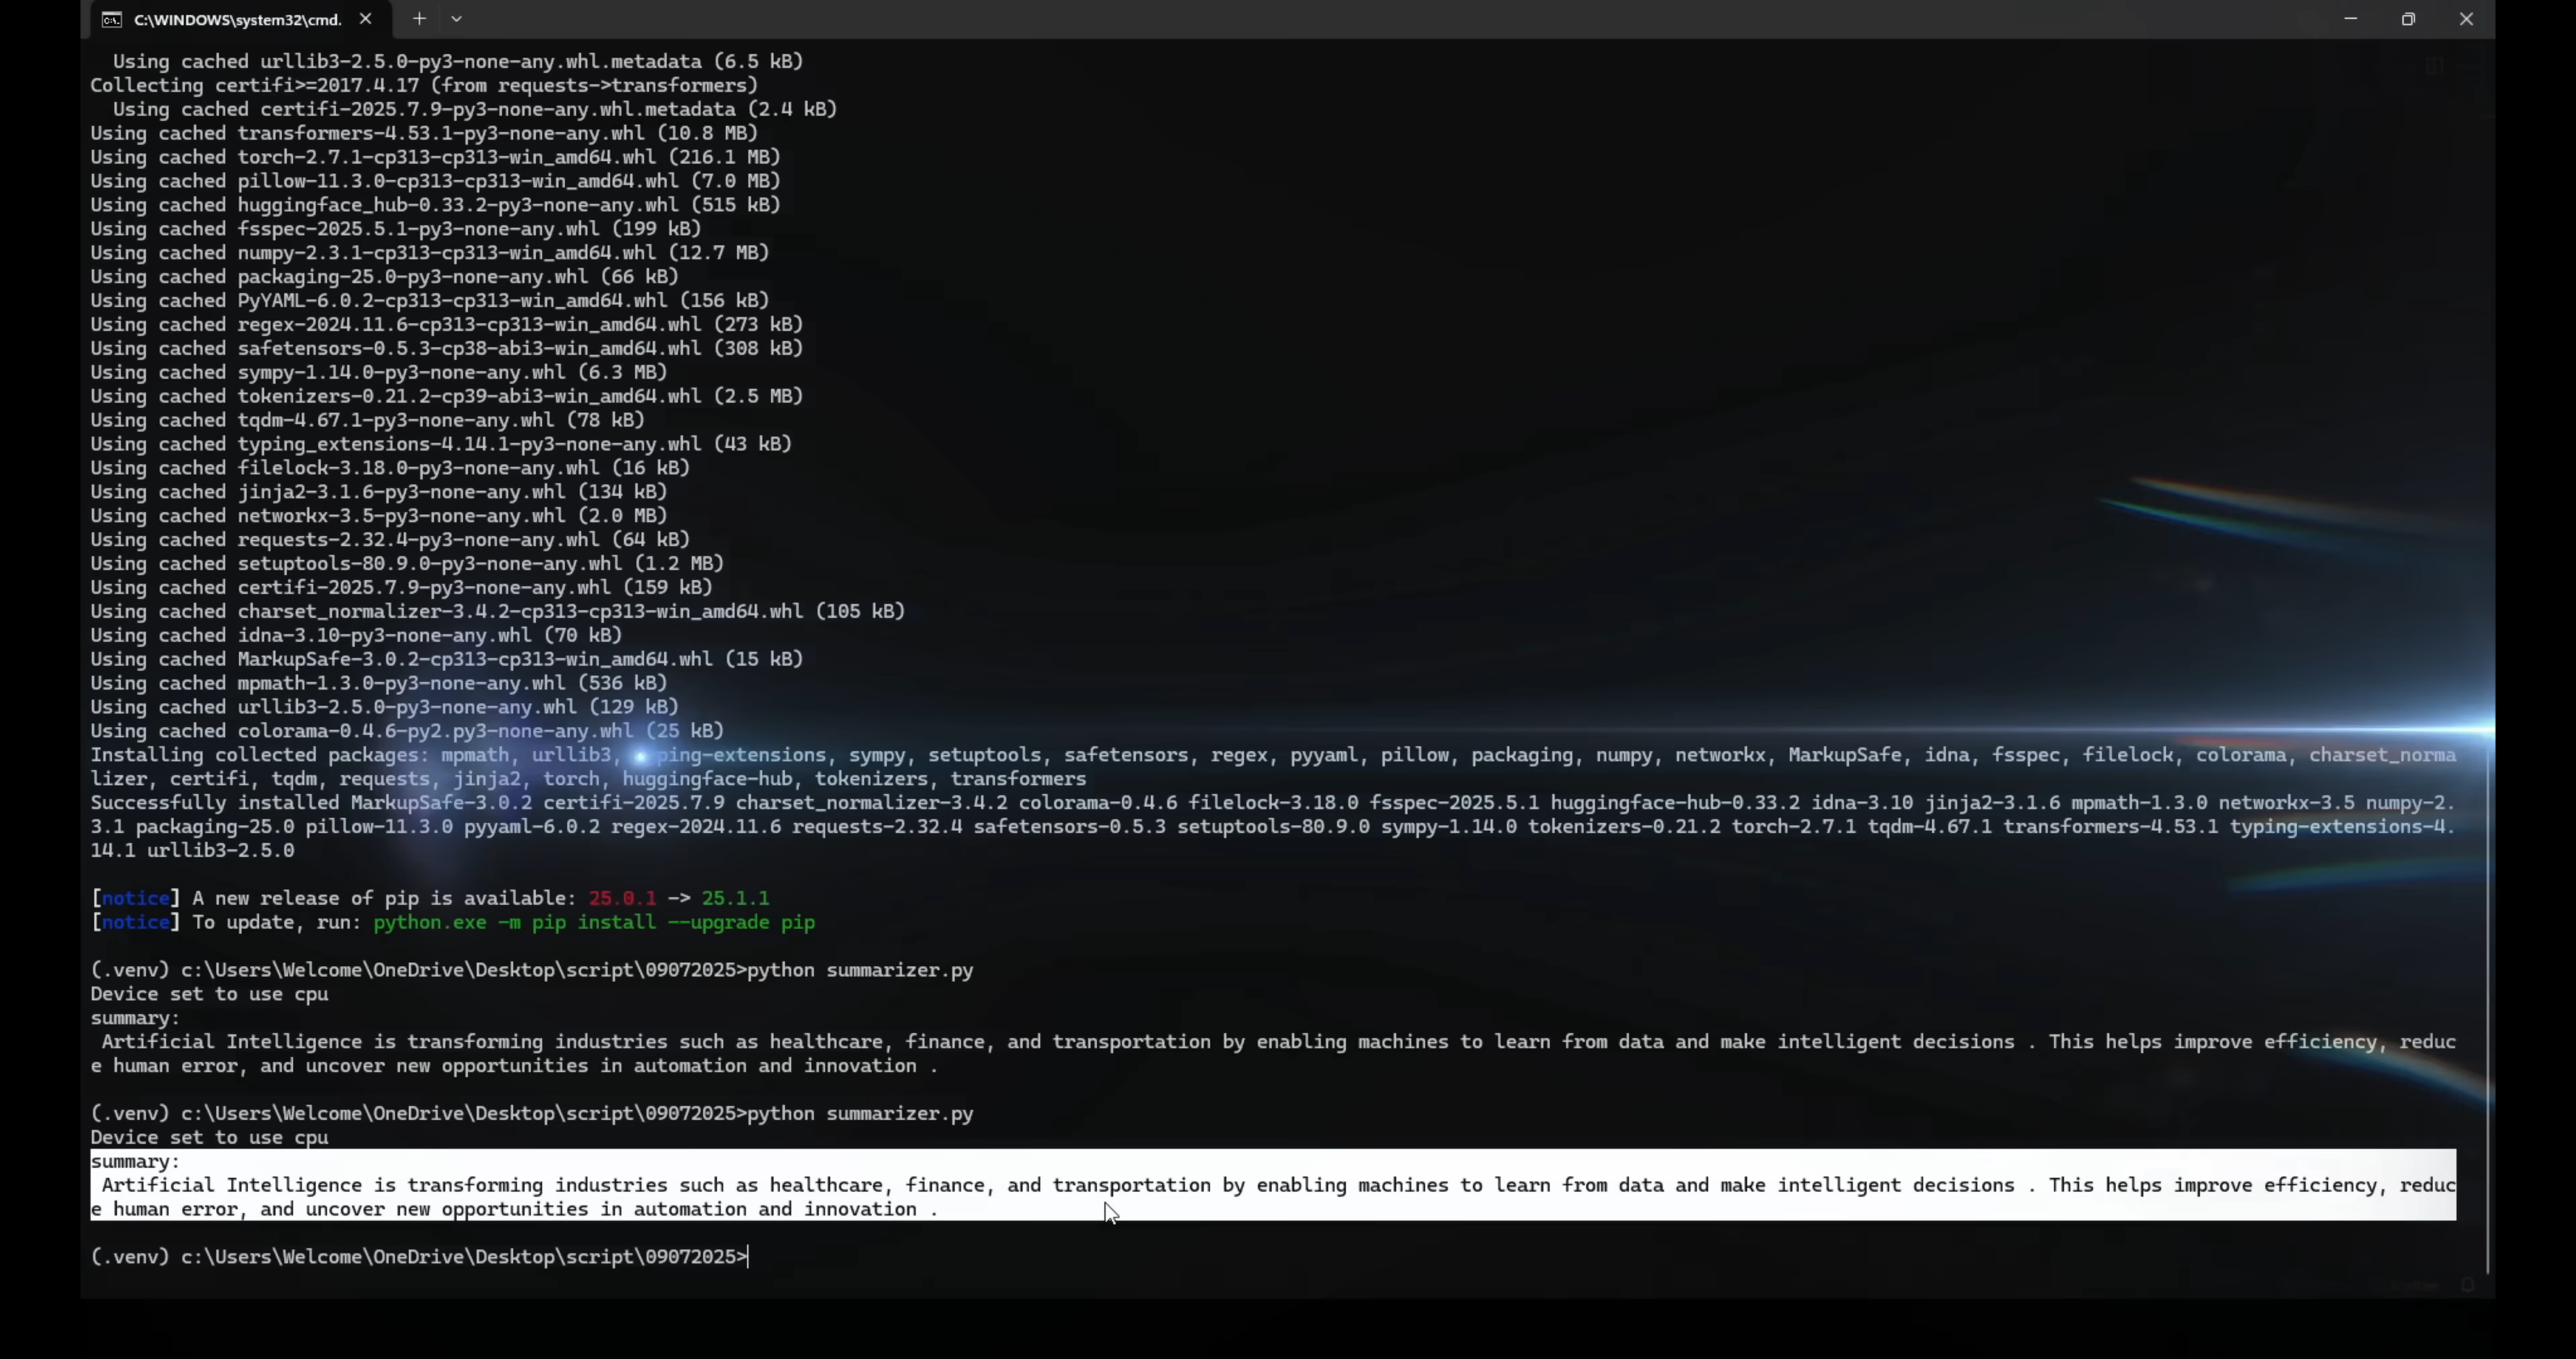 C:\WINDOWS\system32\cmd.
Using cached urllib3-2.5.0-py3-none-any.whl.metadata (6.5 kB)
Collecting certifi>=2017.4.17 (from requests->transformers)
Using cached certifi-2025.7.9-py3-none-any.whl.metadata (2.4 kB)
Using cached transformers-4.53.1-py3-none-any.whl (10.8 MB)
Using cached torch-2.7.1-cp313-cp313-win_amd64.whl (216.1 MB)
Using cached pillow-11.3.0-cp313-cp313-win_amd64.whl (7.0 MB)
Using cached huggingface_hub-0.33.2-py3-none-any.whl (515 kB)
Using cached fsspec-2025.5.1-py3-none-any.whl (199 kB)
Using cached numpy-2.3.1-cp313-cp313-win_amd64.whl (12.7 MB)
Using cached packaging-25.0-py3-none-any.whl (66 kB)
Using cached PyYAML-6.0.2-cp313-cp313-win_amd64.whl (156 kB)
Using cached regex-2024.11.6-cp313-cp313-win_amd64.whl (273 kB)
Using cached safetensors-0.5.3-cp38-abi3-win_amd64.whl (308 kB)
Using cached sympy-1.14.0-py3-none-any.whl (6.3 MB)
Using cached tokenizers-0.21.2-cp39-abi3-win_amd64.whl (2.5 MB)
Using cached tqdm-4.67.1-py3-none-any.whl (78 kB)
Using cached typing_extensions-4.14.1-py3-none-any.whl (43 kB)
Using cached filelock-3.18.0-py3-none-any.whl (16 kB)
Using cached jinja2-3.1.6-py3-none-any.whl (134 kB)
Using cached networkx-3.5-py3-none-any.whl (2.0 MB)
Using cached requests-2.32.4-py3-none-any.whl (64 kB)
Using cached setuptools-80.9.0-py3-none-any.whl (1.2 MB)
Using cached certifi-2025.7.9-py3-none-any.whl (159 kB)
Using cached charset_normalizer-3.4.2-cp313-cp313-win_amd64.whl (105 kB)
Using cached idna-3.10-py3-none-any.whl (70 kB)
Using cached MarkupSafe-3.0.2-cp313-cp313-win_amd64.whl (15 kB)
Using cached mpmath-1.3.0-py3-none-any.whl (536 kB)
Using cached urllib3-2.5.0-py3-none-any.whl (129 kB)
Using cached colorama-0.4.6-py2.py3-none-any.whl (25 kB)
Installing collected packages: mpmath, urllib3, typing-extensions, sympy, setuptools, safetensors, regex, pyyaml, pillow, packaging, numpy, networkx, MarkupSafe, idna, fsspec, filelock, colorama, charset_norma
lizer, certifi, tqdm, requests, jinja2, torch, huggingface-hub, tokenizers, transformers
Successfully installed MarkupSafe-3.0.2 certifi-2025.7.9 charset_normalizer-3.4.2 colorama-0.4.6 filelock-3.18.0 fsspec-2025.5.1 huggingface-hub-0.33.2 idna-3.10 jinja2-3.1.6 mpmath-1.3.0 networkx-3.5 numpy-2.
3.1 packaging-25.0 pillow-11.3.0 pyyaml-6.0.2 regex-2024.11.6 requests-2.32.4 safetensors-0.5.3 setuptools-80.9.0 sympy-1.14.0 tokenizers-0.21.2 torch-2.7.1 tqdm-4.67.1 transformers-4.53.1 typing-extensions-4.
14.1 urllib3-2.5.0
[notice] A new release of pip is available: 25.0.1 -> 25.1.1
[notice] To update, run: python.exe -m pip install --upgrade pip
(.venv) c:\Users\Welcome\OneDrive\Desktop\script\09072025>python summarizer.py
Device set to use cpu
summary:
Artificial Intelligence is transforming industries such as healthcare, finance, and transportation by enabling machines to learn from data and make intelligent decisions . This helps improve efficiency, reduc
e human error, and uncover new opportunities in automation and innovation .
(.venv) c:\Users\Welcome\OneDrive\Desktop\script\09072025>python summarizer.py
Device set to use cpu
summary:
Artificial Intelligence is transforming industries such as healthcare, finance, and transportation by enabling machines to learn from data and make intelligent decisions . This helps improve efficiency, reduc
e human error, and uncover new opportunities in automation and innovation .
(.venv) c:\Users\Welcome\OneDrive\Desktop\script\09072025>